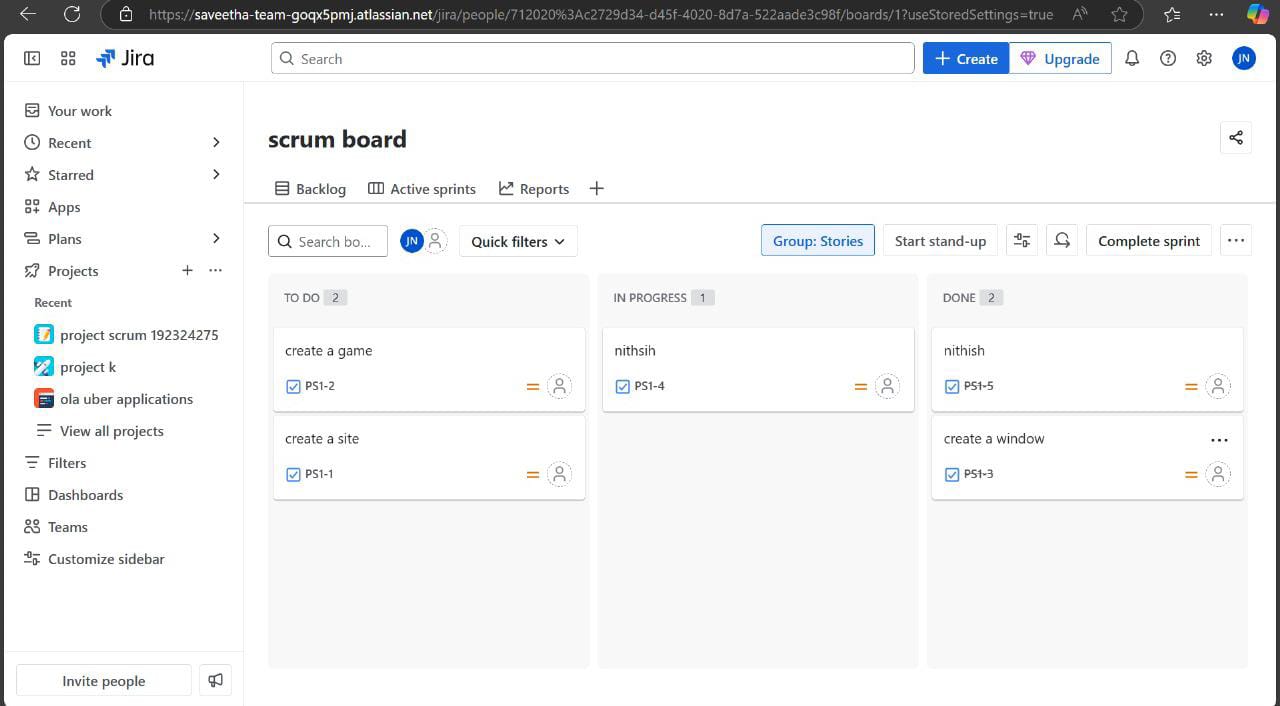 https://saveetha-team-goqx5pmj.atlassian.net/jira/people/712020%3Ac2729d34-d45f-4020-8d7a-522aade3c98f/boards/1?useStoredSettings=true
Jira
Search
Create
Upgrade
JN
Your work
Recent
Starred
Apps
Plans
Projects
Recent
project scrum 192324275
project k
ola uber applications
View all projects
Filters
Dashboards
Teams
Customize sidebar
Invite people
scrum board
Backlog
Active sprints
Reports
Search bo...
JN
Quick filters
Group: Stories
Start stand-up
Complete sprint
TO DO 2
create a game
PS1-2
create a site
PS1-1
IN PROGRESS 1
nithsih
PS1-4
DONE 2
nithish
PS1-5
create a window
PS1-3